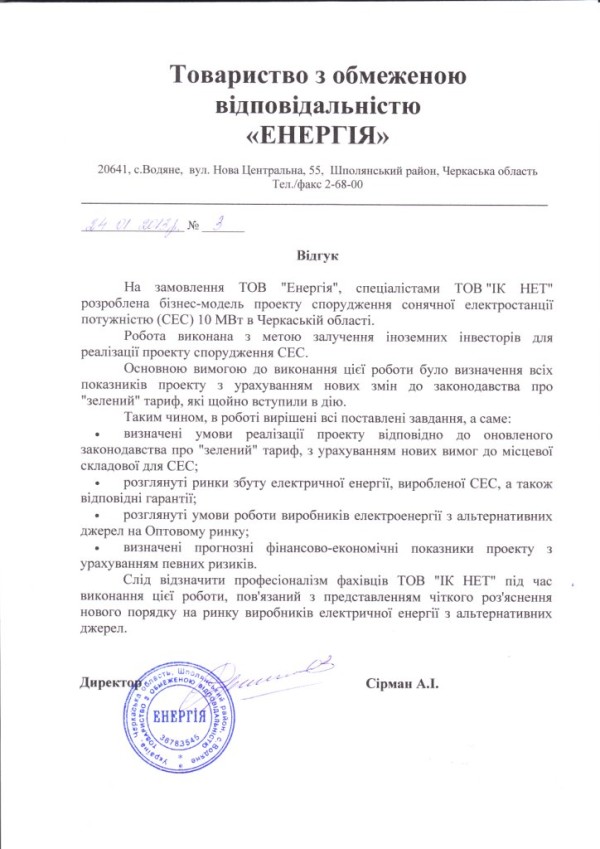 Товариство з обмеженою
відповідальністю
«ЕНЕРГІЯ»
20641, с.Водяне, вул. Нова Центральна, 55, Шполянський район, Черкаська область
Тел./факс 2-68-00
24 01 2013р. № 3
Відгук
На замовлення ТОВ "Енергія", спеціалістами ТОВ "ІК НЕТ"
розроблена бізнес-модель проекту спорудження сонячної електростанції
потужністю (СЕС) 10 МВт в Черкаській області.
Робота виконана з метою залучення іноземних інвесторів для
реалізації проекту спорудження СЕС.
Основною вимогою до виконання цієї роботи було визначення всіх
показників проекту з урахуванням нових змін до законодавства про
"зелений" тариф, які щойно вступили в дію.
Таким чином, в роботі вирішені всі поставлені завдання, а саме:
• визначені умови реалізації проекту відповідно до оновленого
законодавства про "зелений" тариф, з урахуванням нових вимог до місцевої
складової для СЕС;
• розглянуті ринки збуту електричної енергії, виробленої СЕС, а також
відповідні гарантії;
• розглянуті умови роботи виробників електроенергії з альтернативних
джерел на Оптовому ринку;
• визначені прогнозні фінансово-економічні показники проекту з
урахуванням певних ризиків.
Слід відзначити професіоналізм фахівців ТОВ "ІК НЕТ" під час
виконання цієї роботи, пов'язаний з представленням чіткого роз'яснення
нового порядку на ринку виробників електричної енергії з альтернативних
джерел.
Директор Сірман А.І.
Україна, Черкаська область, Шполянський район, с.Водяне
ТОВАРИСТВО З ОБМЕЖЕНОЮ ВІДПОВІДАЛЬНІСТЮ
ЕНЕРГІЯ
38783545